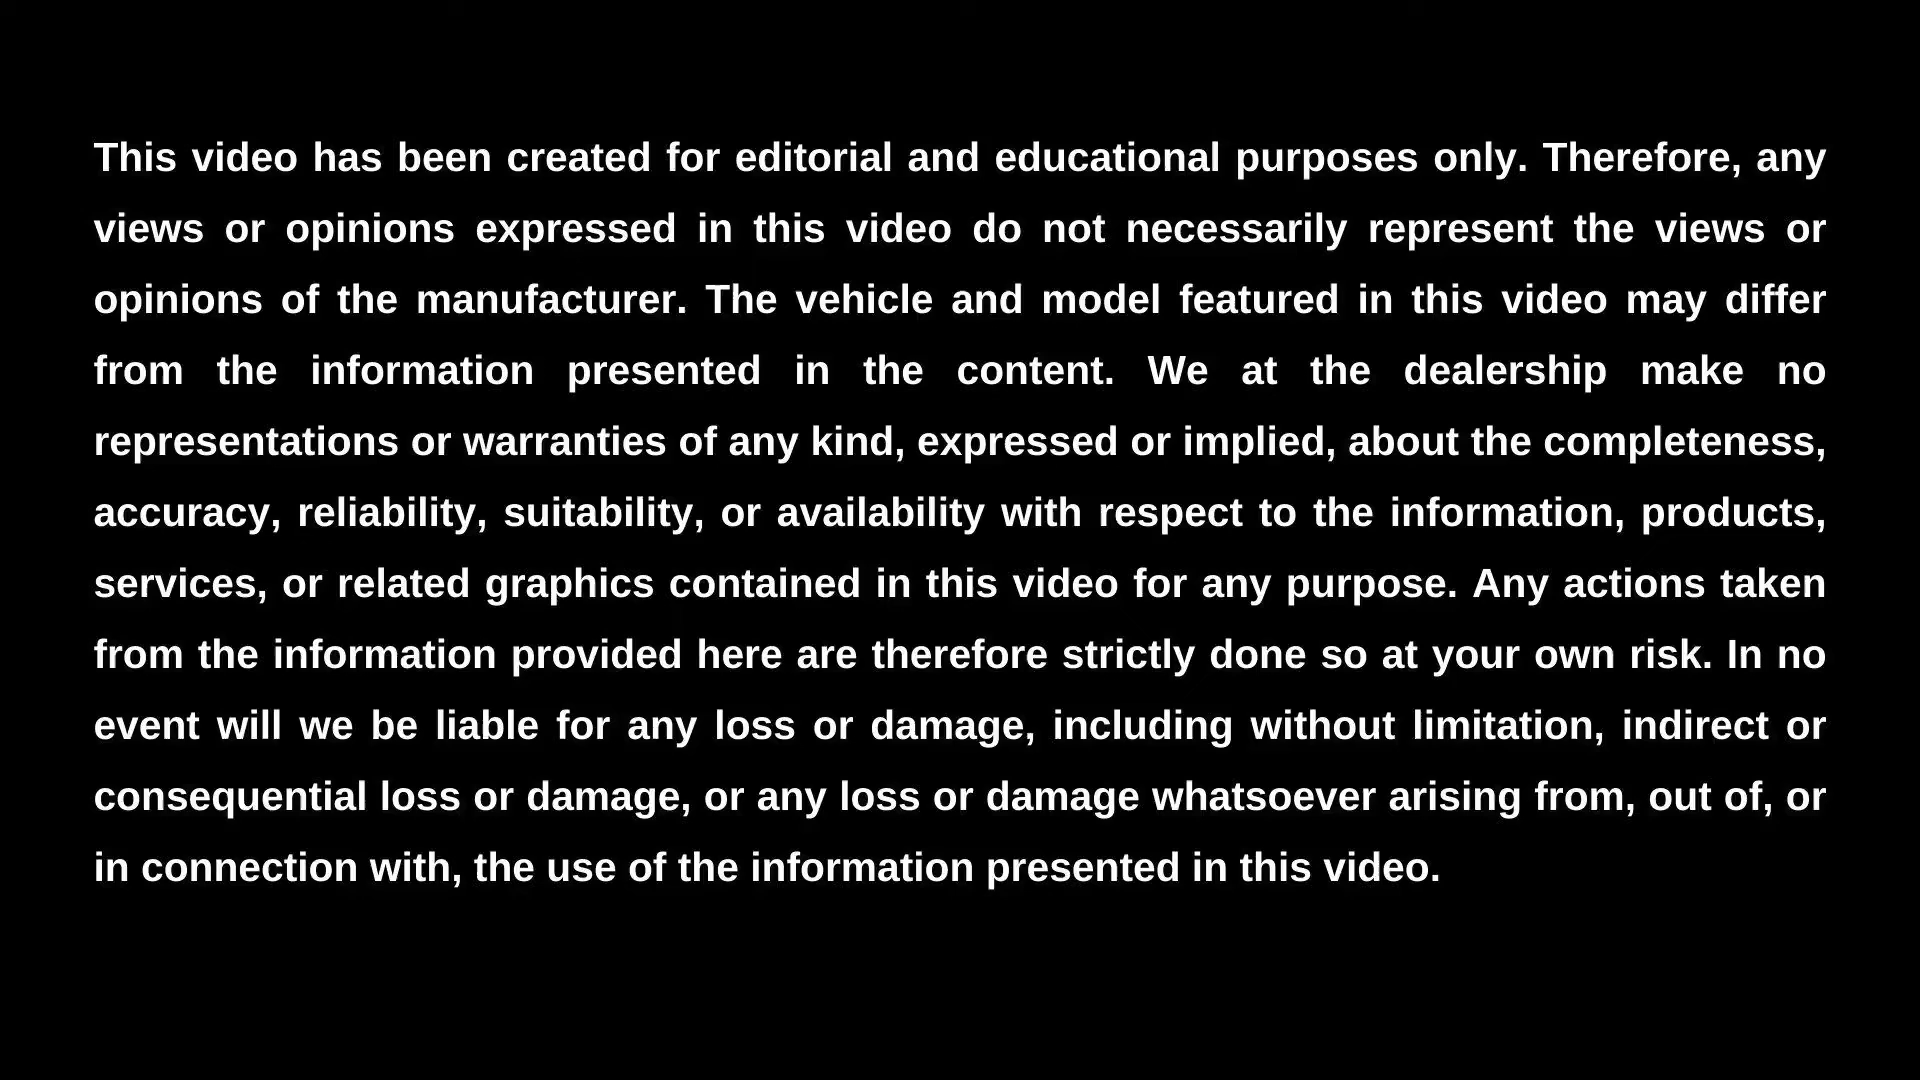 This video has been created for editorial and educational purposes only. Therefore, any
views or opinions expressed in this video do not necessarily represent the views or
opinions of the manufacturer. The vehicle and model featured in this video may differ
from the information presented in the content. We at the dealership make no
representations or warranties of any kind, expressed or implied, about the completeness,
accuracy, reliability, suitability, or availability with respect to the information, products,
services, or related graphics contained in this video for any purpose. Any actions taken
from the information provided here are therefore strictly done so at your own risk. In no
event will we be liable for any loss or damage, including without limitation, indirect or
consequential loss or damage, or any loss or damage whatsoever arising from, out of, or
in connection with, the use of the information presented in this video.